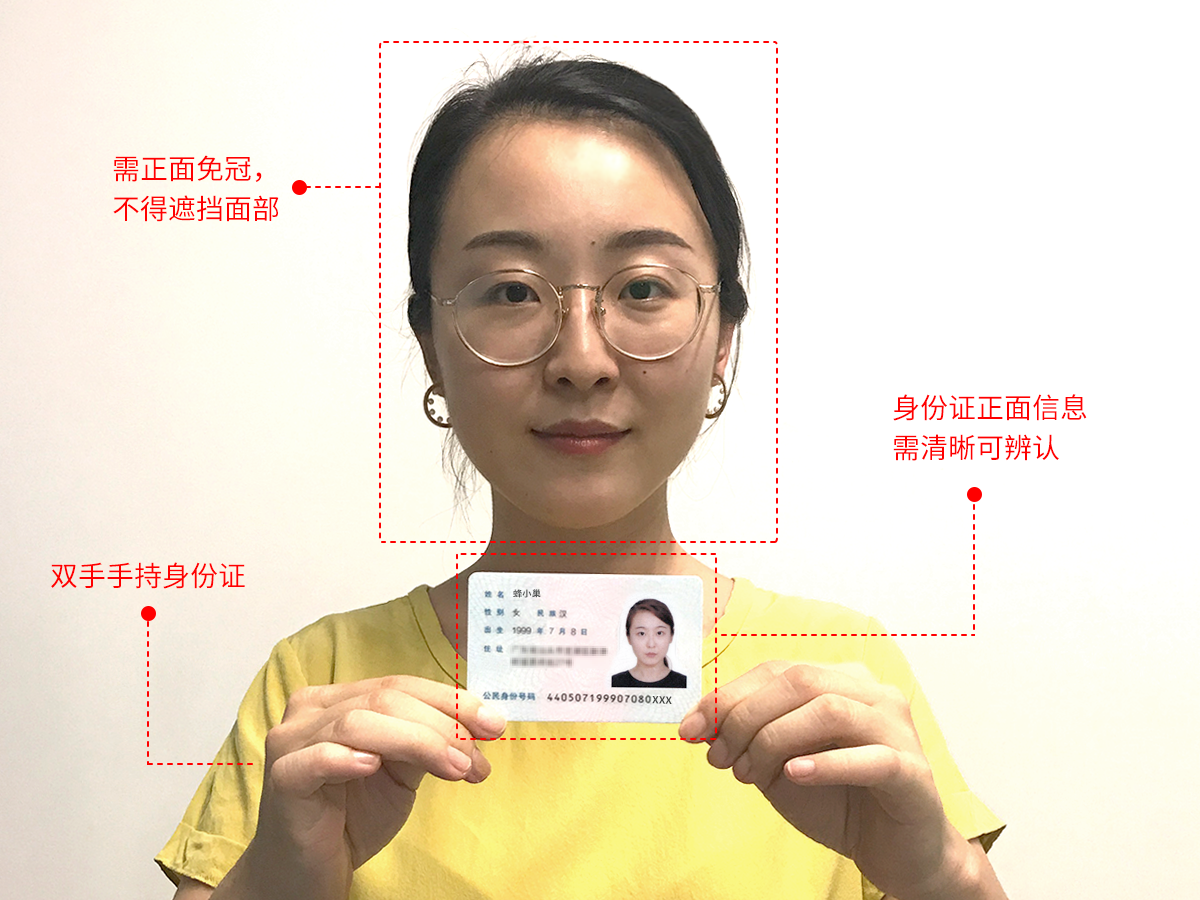 需正面免冠，
不得遮挡面部
身份证正面信息
需清晰可辨认
双手手持身份证
姓名 蜂小巢
性别 女 民族 汉
出生 1999 年 7 月 8 日
住址
公民身份号码 440507199907080XXX